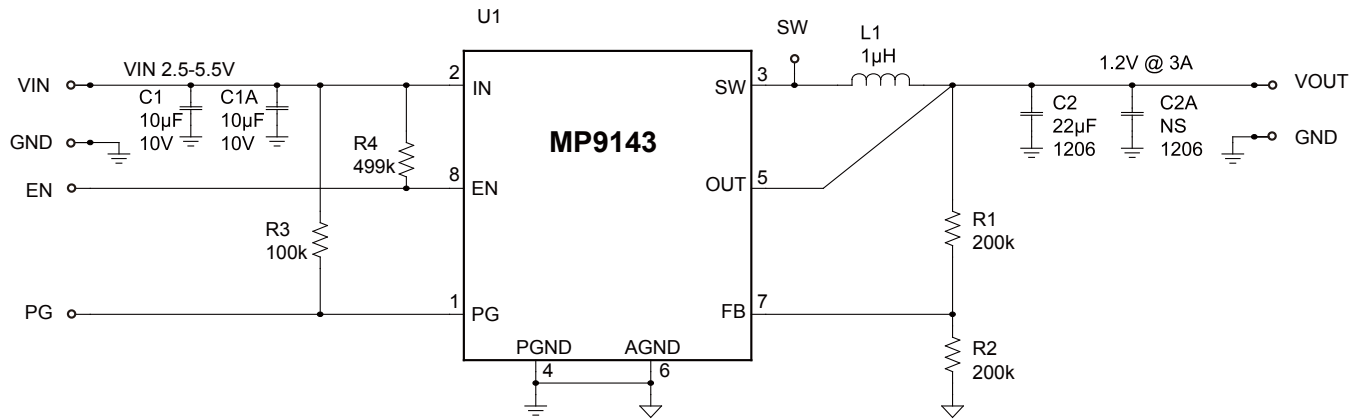 U1
SW
L1
1µH
VIN
VIN 2.5-5.5V
2
IN
SW
3
1.2V @ 3A
VOUT
C1
10µF
10V
C1A
10µF
10V
C2
22µF
1206
C2A
NS
1206
GND
GND
MP9143
R4
499k
EN
8
EN
OUT
5
R3
100k
R1
200k
PG
1
PG
FB
7
PGND
4
AGND
6
R2
200k